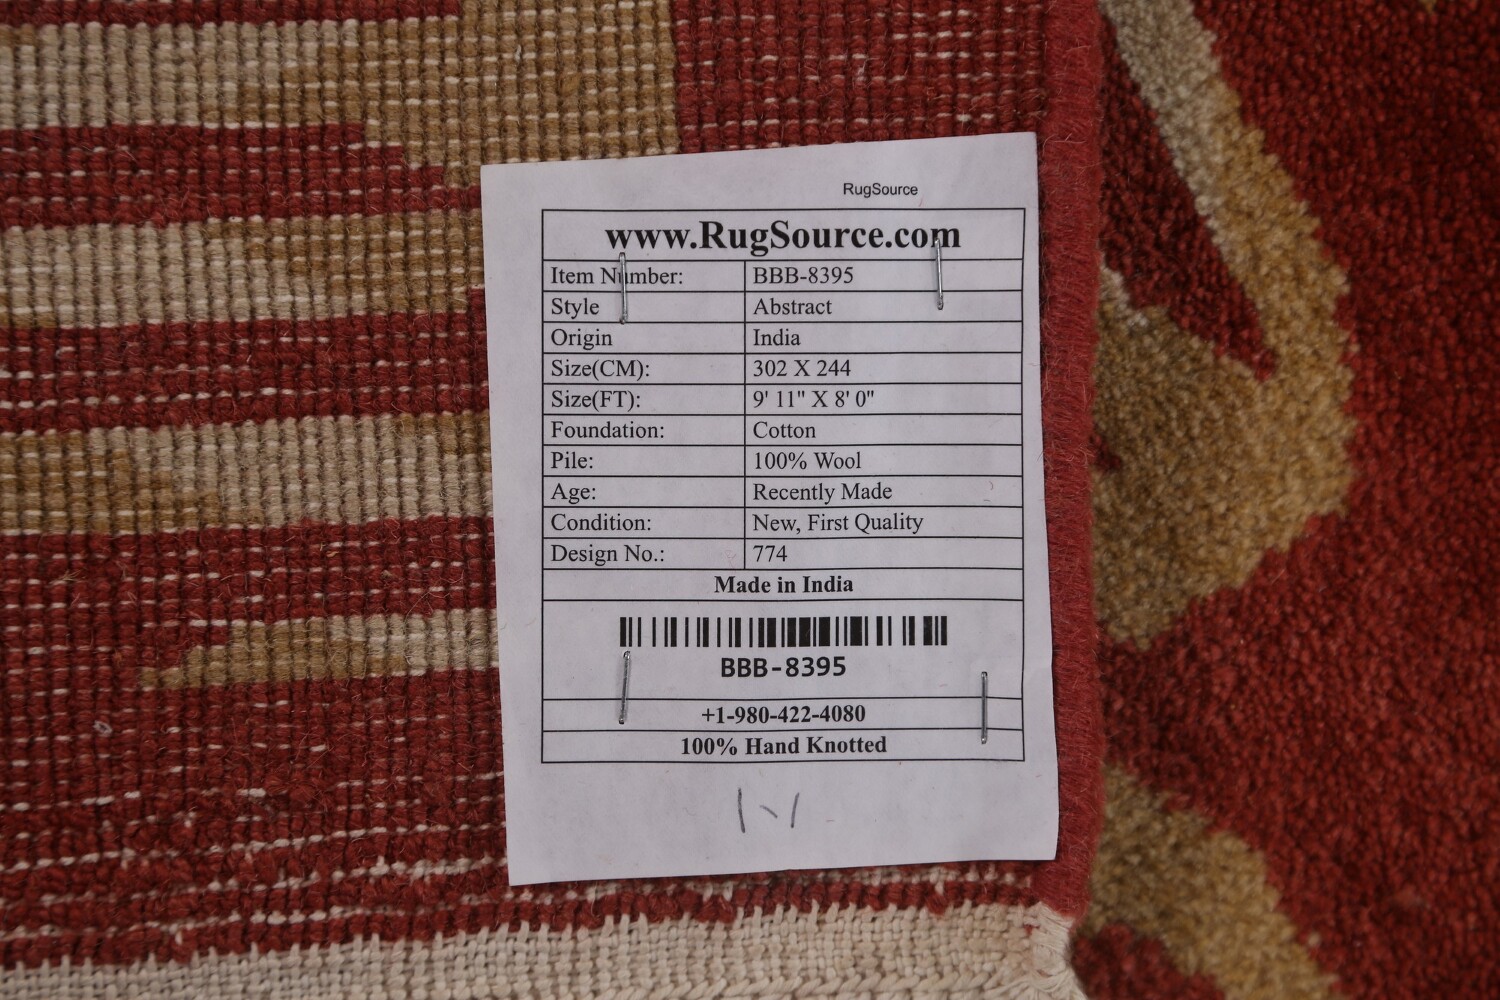 RugSource
www.RugSource.com
Item Number: BBB-8395
Style Abstract
Origin India
Size(CM): 302 X 244
Size(FT): 9' 11" X 8' 0"
Foundation: Cotton
Pile: 100% Wool
Age: Recently Made
Condition: New, First Quality
Design No.: 774
Made in India
BBB-8395
+1-980-422-4080
100% Hand Knotted